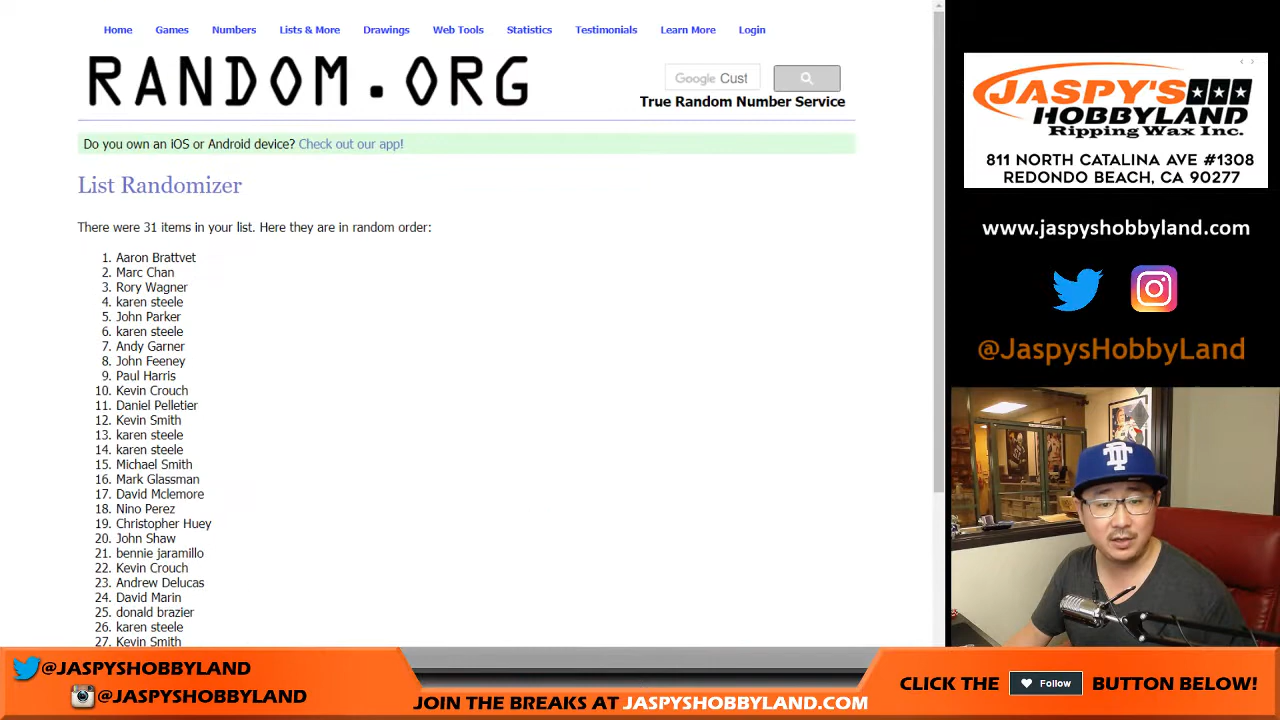 Home Games Numbers Lists & More Drawings Web Tools Statistics Testimonials Learn More Login
RANDOM.ORG
Google Cust
True Random Number Service
Do you own an iOS or Android device? Check out our app!
List Randomizer
There were 31 items in your list. Here they are in random order:
1. Aaron Brattvet
2. Marc Chan
3. Rory Wagner
4. karen steele
5. John Parker
6. karen steele
7. Andy Garner
8. John Feeney
9. Paul Harris
10. Kevin Crouch
11. Daniel Pelletier
12. Kevin Smith
13. karen steele
14. karen steele
15. Michael Smith
16. Mark Glassman
17. David Mclemore
18. Nino Perez
19. Christopher Huey
20. John Shaw
21. bennie jaramillo
22. Kevin Crouch
23. Andrew Delucas
24. David Marin
25. donald brazier
26. karen steele
27. Kevin Smith
JASPY'S
HOBBYLAND
Ripping Wax Inc.
811 NORTH CATALINA AVE #1308
REDONDO BEACH, CA 90277
www.jaspyshobbyland.com
@JaspysHobbyLand
@JASPYSHOBBYLAND
@JASPYSHOBBYLAND
JOIN THE BREAKS AT JASPYSHOBBYLAND.COM
CLICK THE Follow BUTTON BELOW!